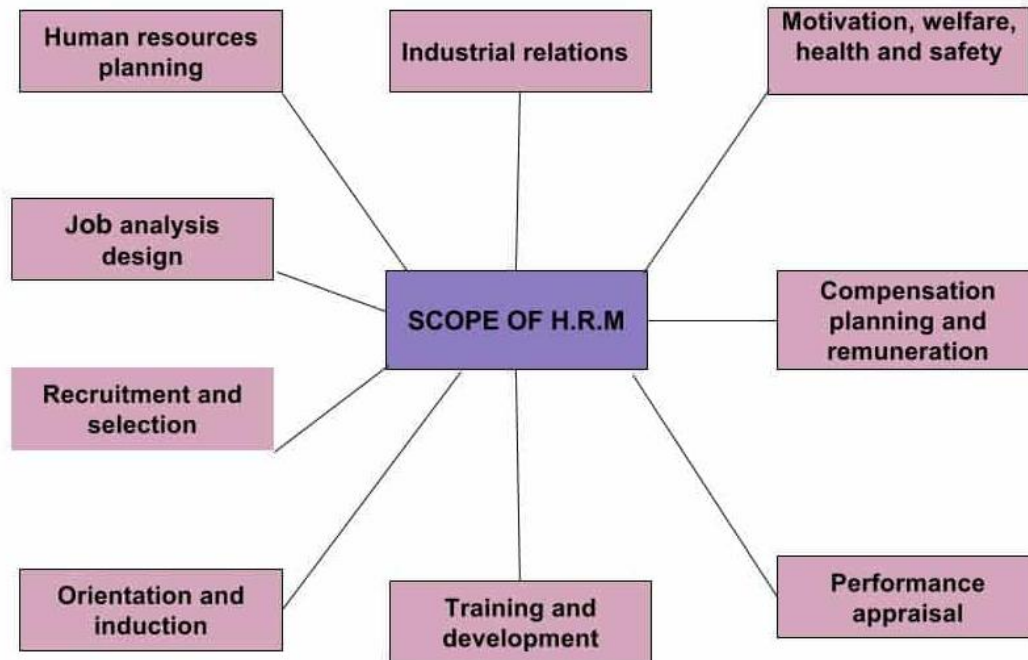 Human resources
planning
Industrial relations
Motivation, welfare,
health and safety
Job analysis
design
SCOPE OF H.R.M
Compensation
planning and
remuneration
Recruitment and
selection
Orientation and
induction
Training and
development
Performance
appraisal